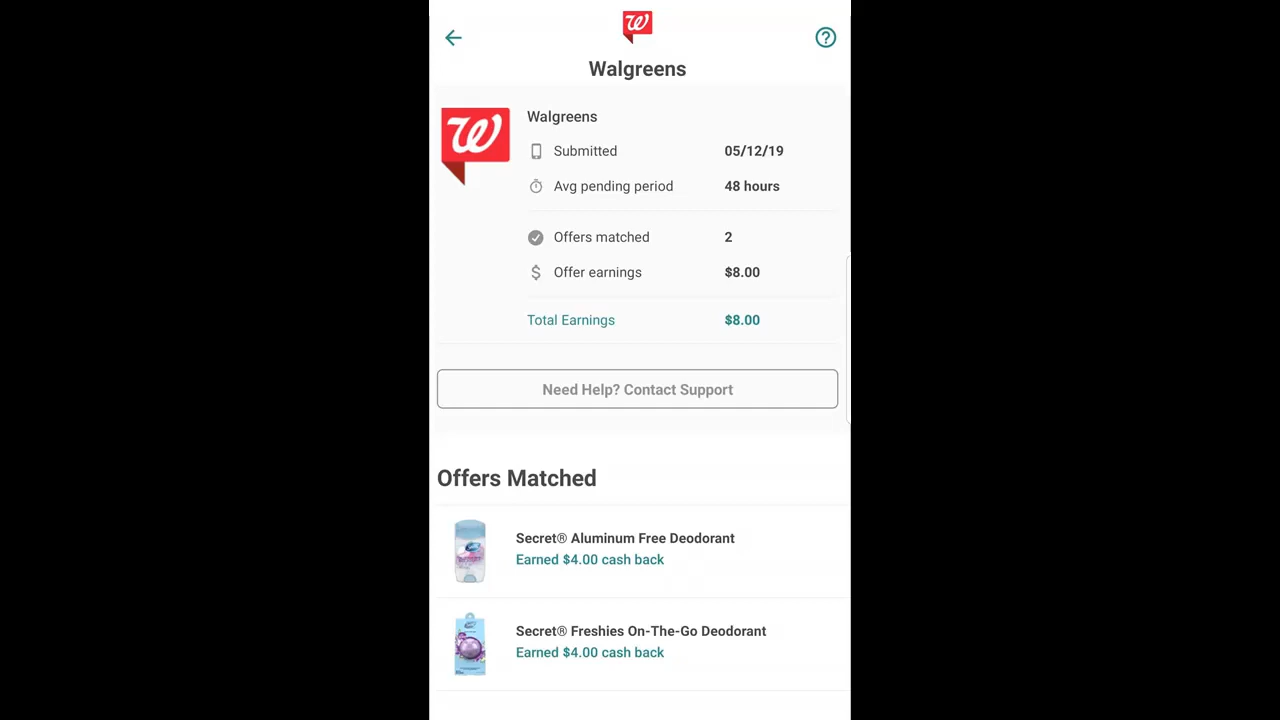 W
Walgreens
W
Walgreens
Submitted 05/12/19
Avg pending period 48 hours
Offers matched 2
$ Offer earnings $8.00
Total Earnings $8.00
Need Help? Contact Support
Offers Matched
Secret® Aluminum Free Deodorant
Earned $4.00 cash back
Secret® Freshies On-The-Go Deodorant
Earned $4.00 cash back